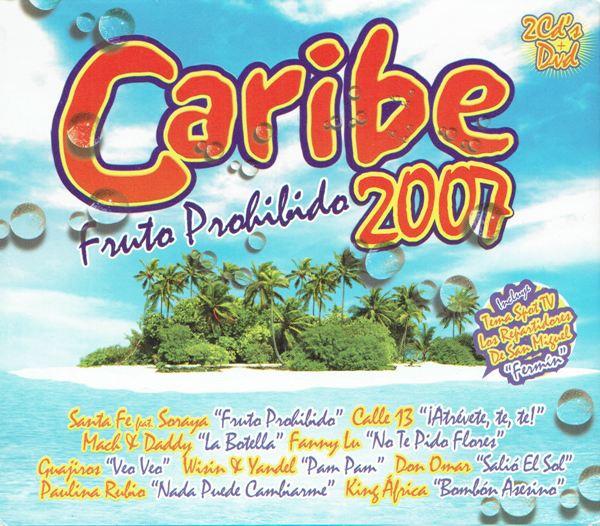 2Cd's
+
Dvd
Caribe
2007
Fruto Prohibido
Incluye
Tema Spot TV
Los Repartidores
De San Miguel
"Fermín"
Santa Fe feat. Soraya "Fruto Prohibido" Calle 13 "¡Atrévete, te, te!"
Mach & Daddy "La Botella" Fanny Lu "No Te Pido Flores"
Guajiros "Veo Veo" Wisin & Yandel "Pam Pam" Don Omar "Salió El Sol"
Paulina Rubio "Nada Puede Cambiarme" King África "Bombón Asesino"